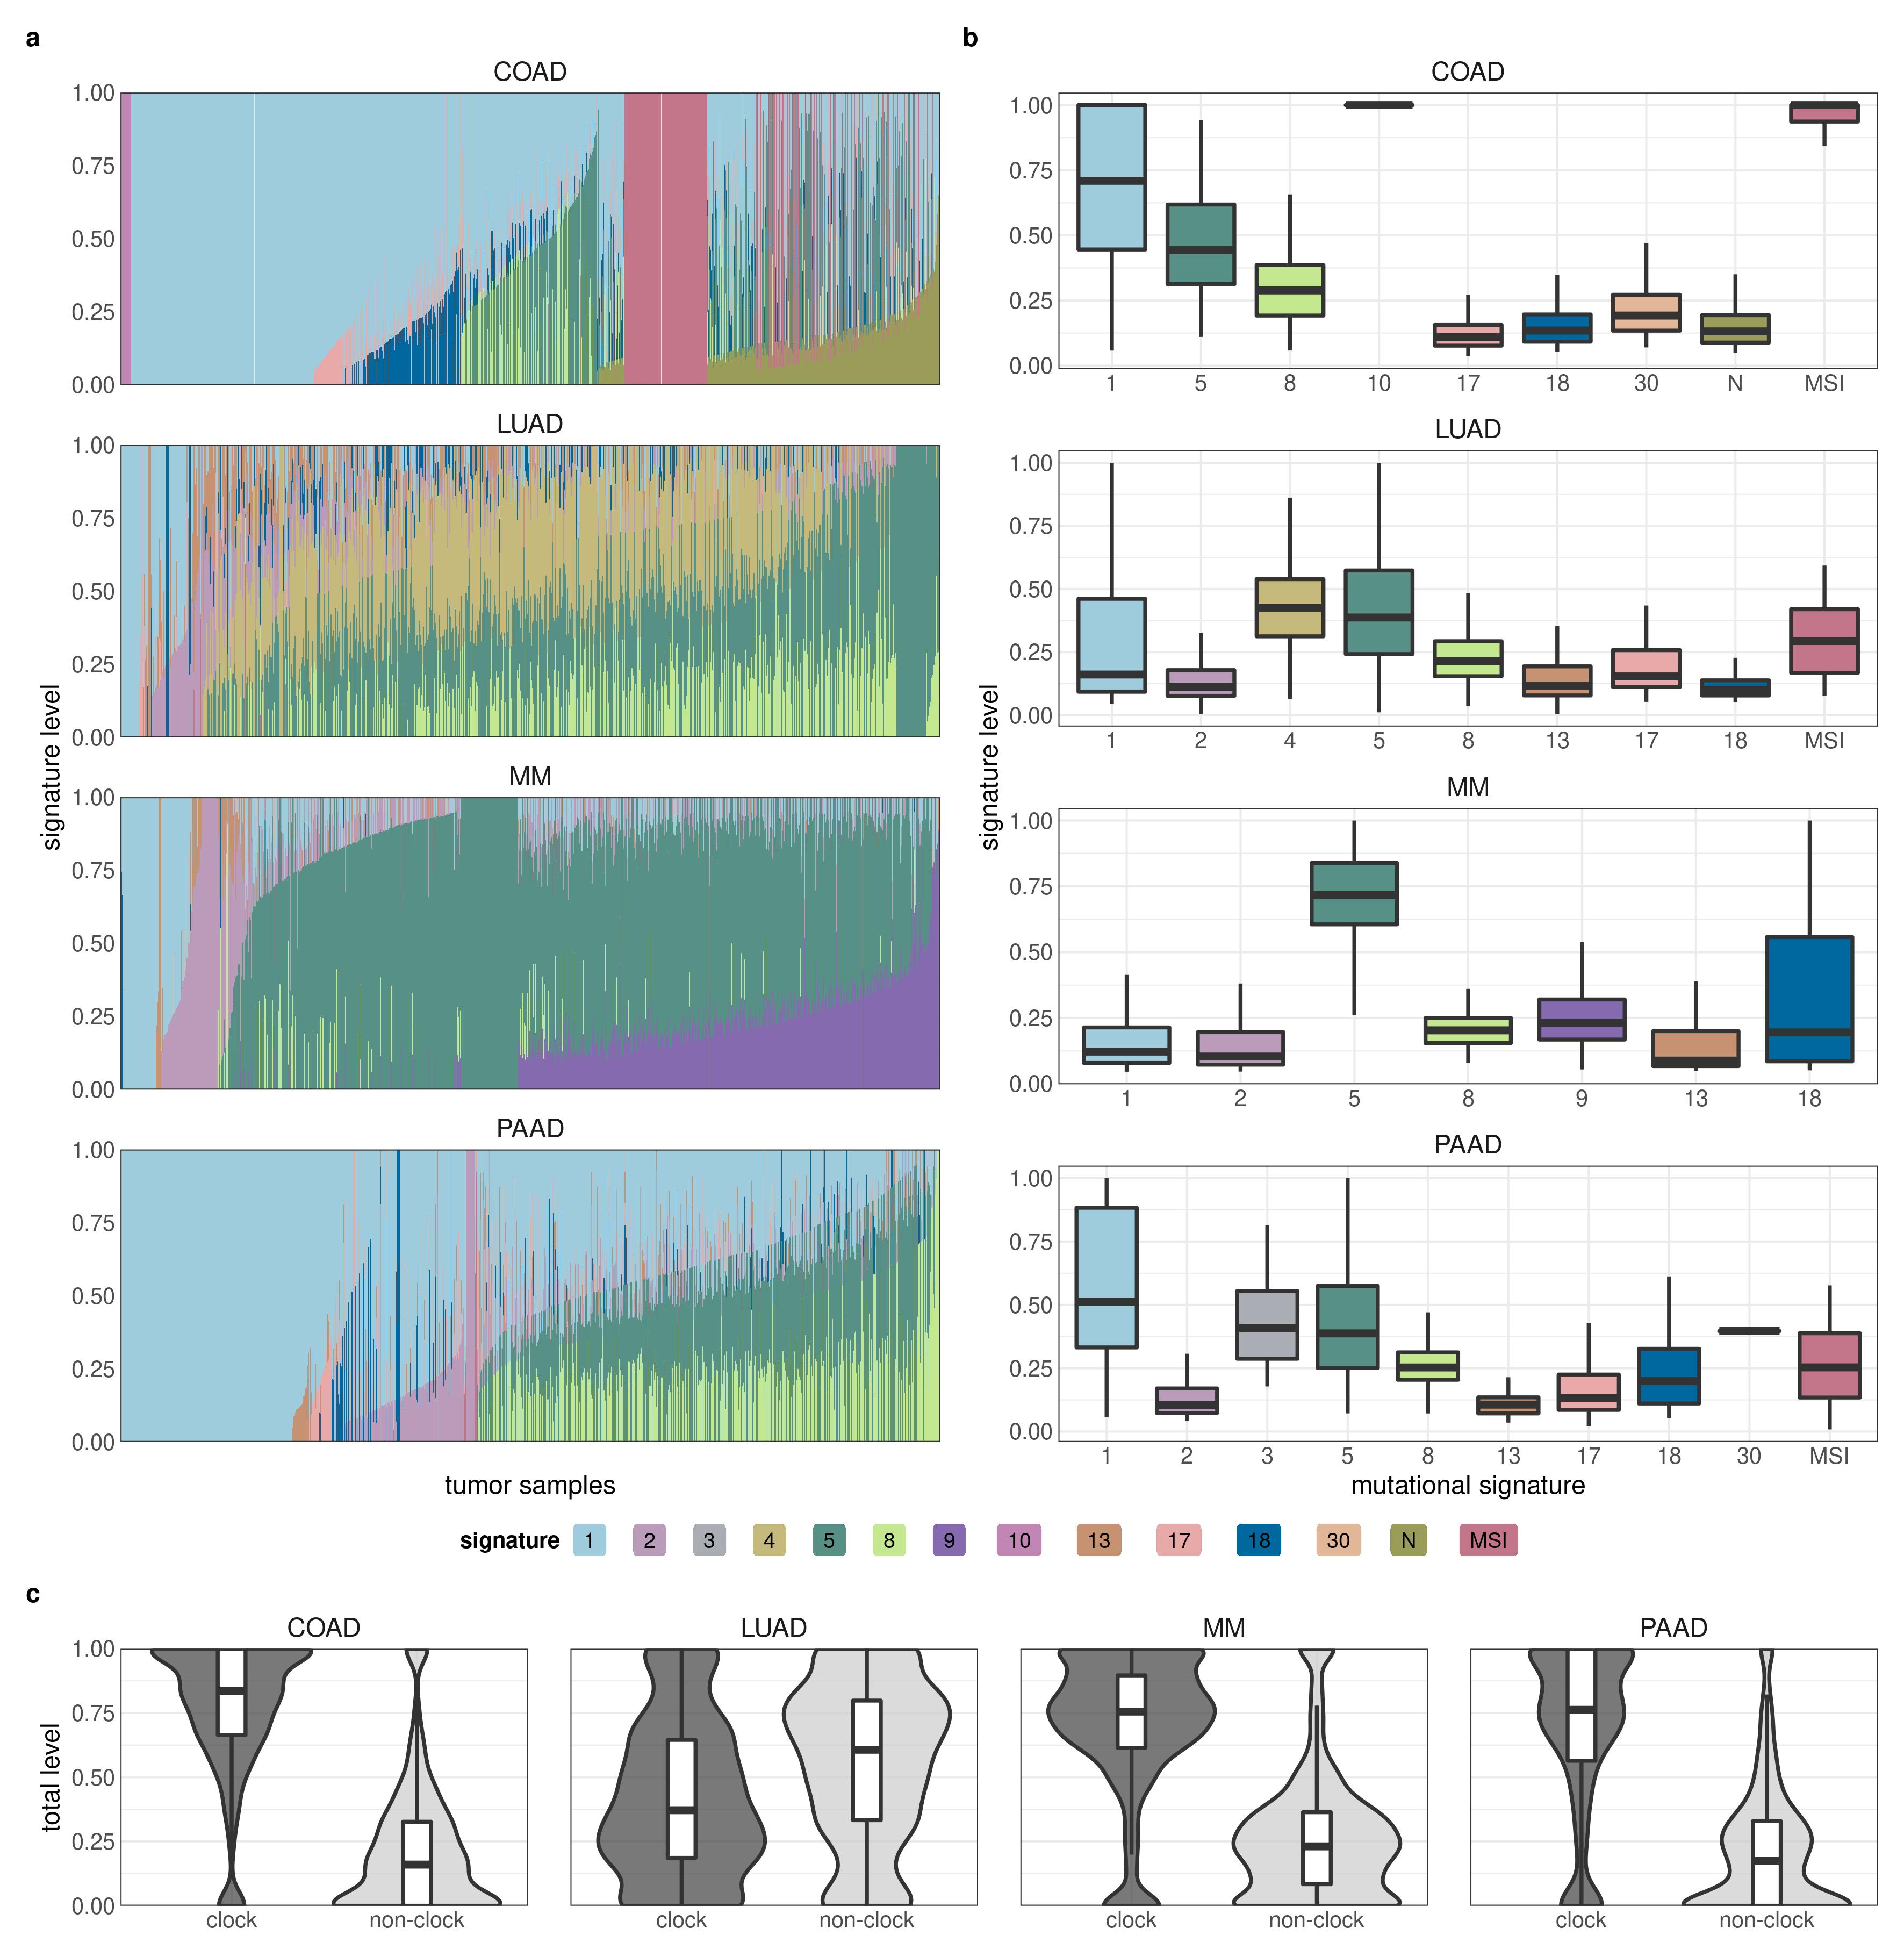 a
COAD
1.00
0.75
0.50
0.25
0.00
LUAD
1.00
0.75
0.50
0.25
0.00
MM
1.00
0.75
0.50
0.25
0.00
PAAD
1.00
0.75
0.50
0.25
0.00
signature level
tumor samples
b
COAD
1.00
0.75
0.50
0.25
0.00
1 5 8 10 17 18 30 N MSI
LUAD
1.00
0.75
0.50
0.25
0.00
1 2 4 5 8 13 17 18 MSI
MM
1.00
0.75
0.50
0.25
0.00
1 2 5 8 9 13 18
PAAD
1.00
0.75
0.50
0.25
0.00
1 2 3 5 8 13 17 18 30 MSI
signature level
mutational signature
signature 1 2 3 4 5 8 9 10 13 17 18 30 N MSI
c
COAD LUAD MM PAAD
1.00
0.75
0.50
0.25
0.00
total level
clock non-clock clock non-clock clock non-clock clock non-clock